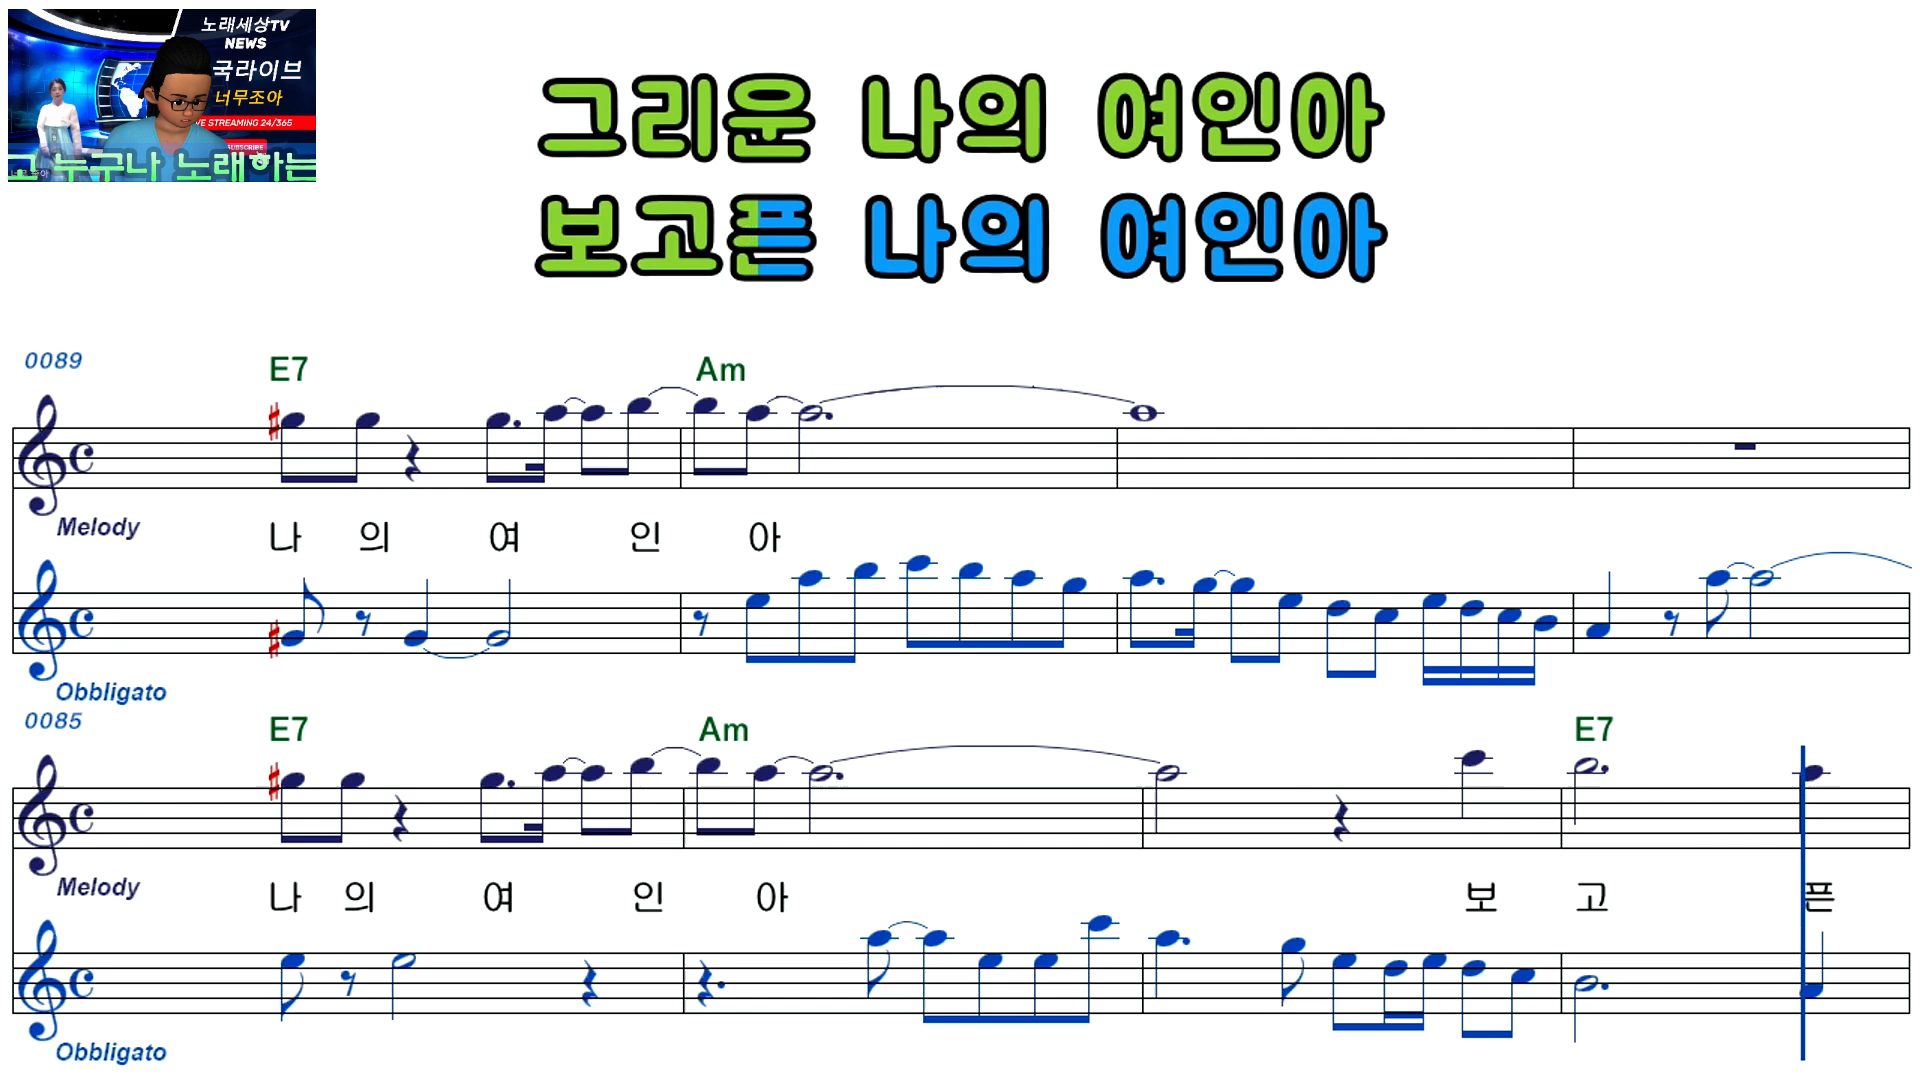 노래세상TV
NEWS
국라이브
너무조아
VE STREAMING 24/365
SUBSCRIBE
고 누구나 노래하는
그리운 나의 여인아
보고픈 나의 여인아
0089
E7 Am
Melody
나 의 여 인 아
Obbligato
0085
E7 Am E7
Melody
나 의 여 인 아 보 고 픈
Obbligato